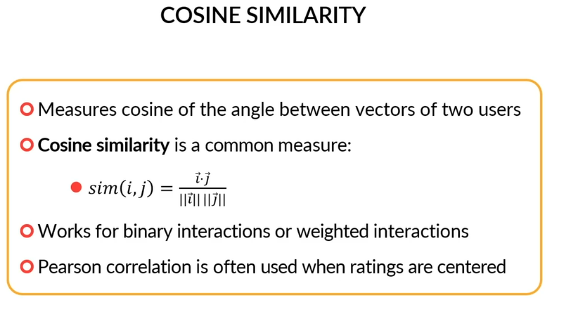 COSINE SIMILARITY
Measures cosine of the angle between vectors of two users
Cosine similarity is a common measure:
sim(i, j) = i⃗·j⃗ / ||i⃗|| ||j⃗||
Works for binary interactions or weighted interactions
Pearson correlation is often used when ratings are centered